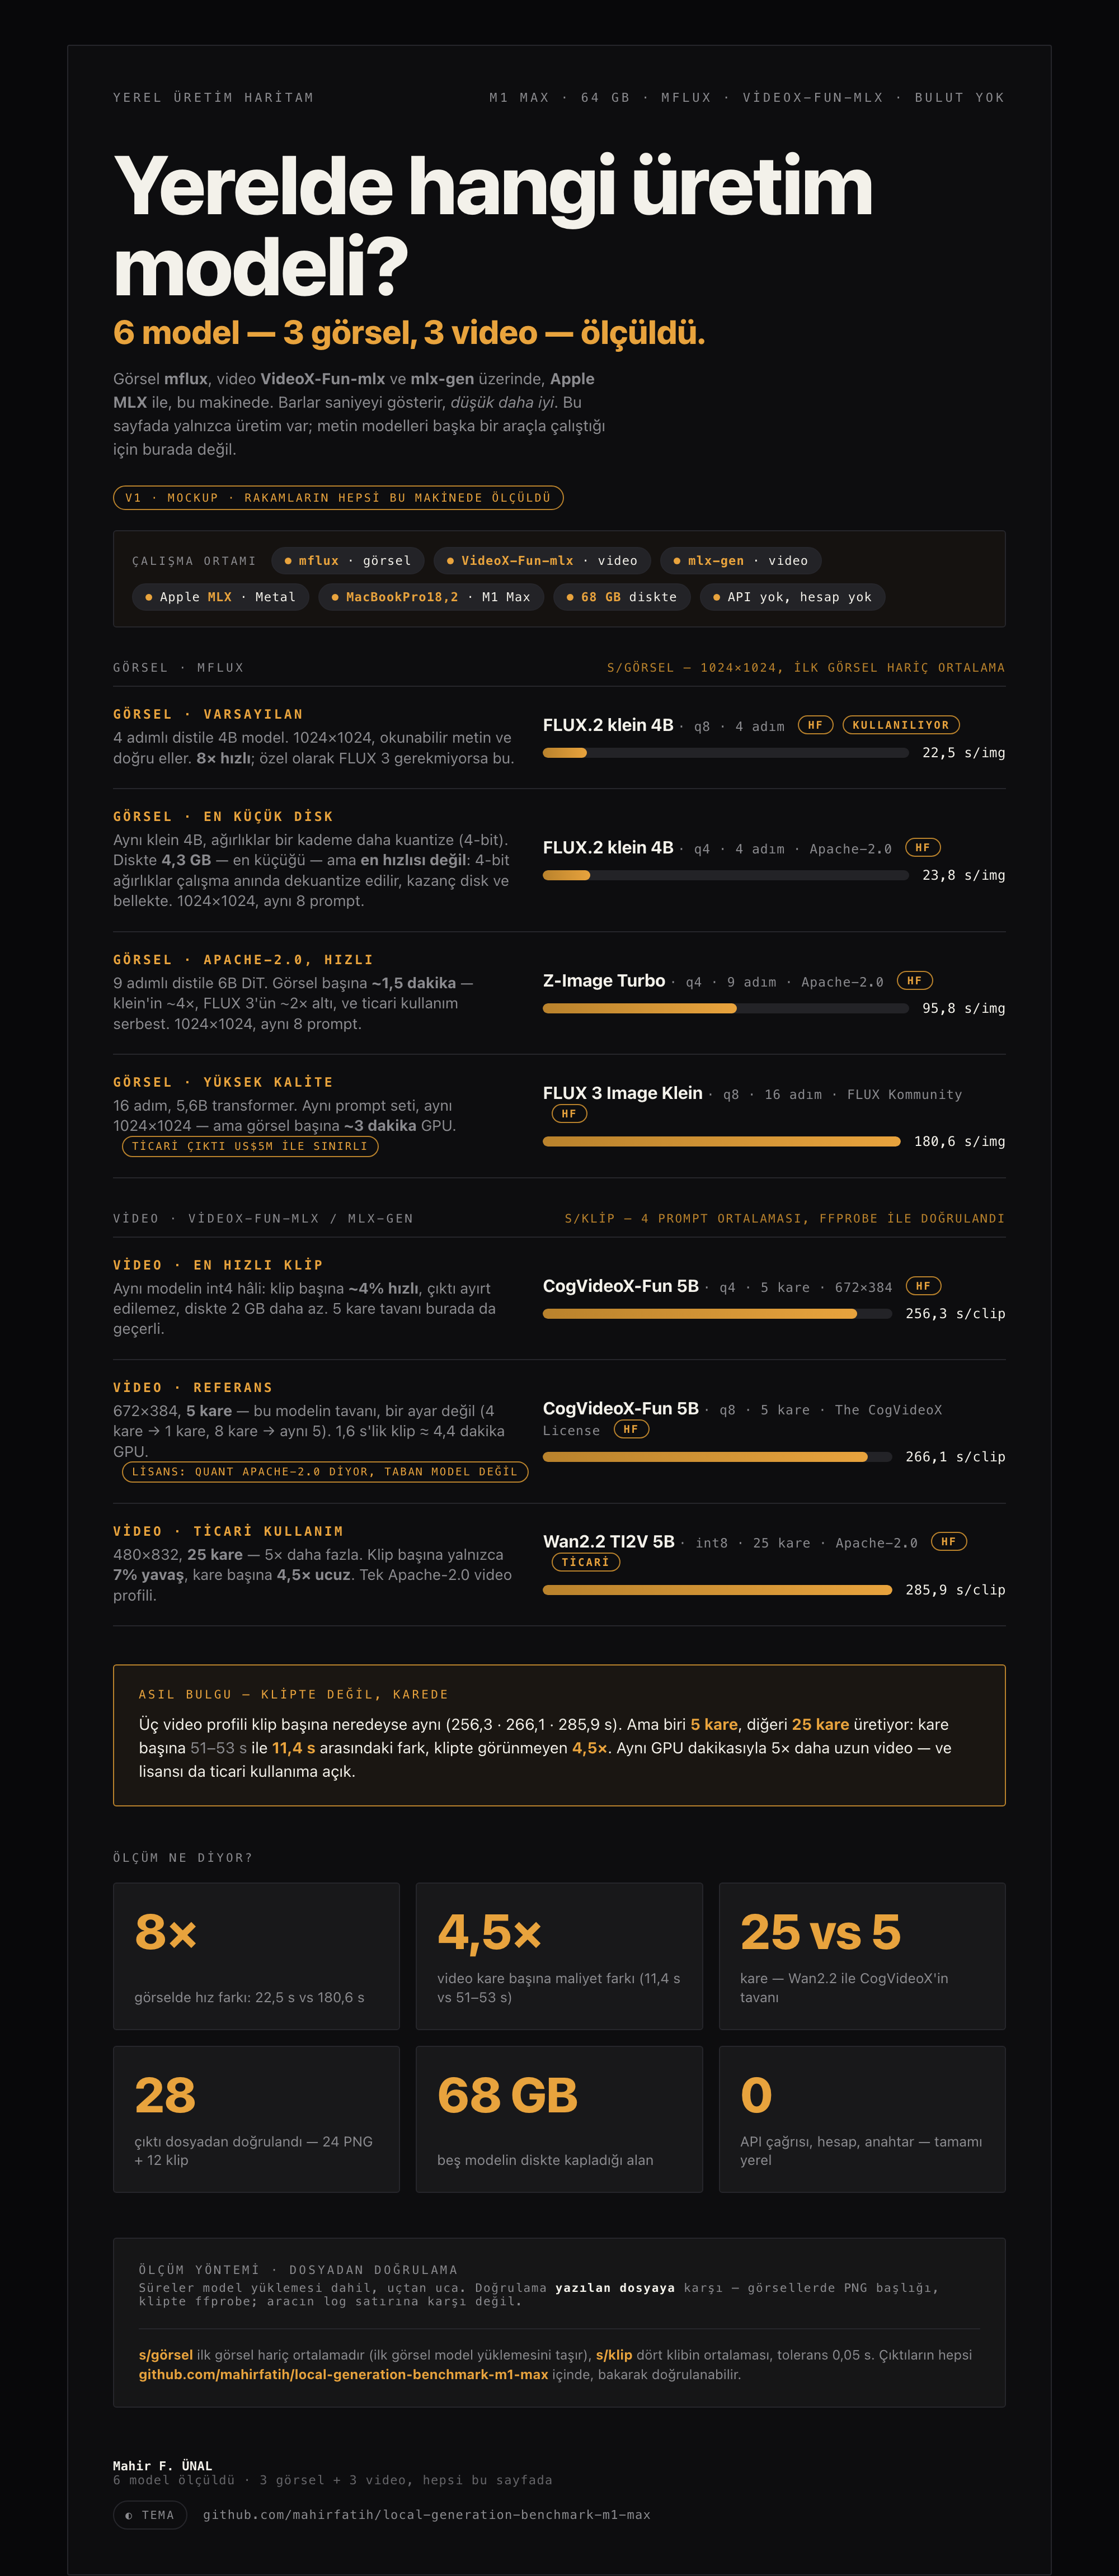 YEREL ÜRETİM HARİTAM
M1 MAX · 64 GB · MFLUX · VİDEOX-FUN-MLX · BULUT YOK
Yerelde hangi üretim
modeli?
6 model — 3 görsel, 3 video — ölçüldü.
Görsel mflux, video VideoX-Fun-mlx ve mlx-gen üzerinde, Apple
MLX ile, bu makinede. Barlar saniyeyi gösterir, düşük daha iyi. Bu
sayfada yalnızca üretim var; metin modelleri başka bir araçla çalıştığı
için burada değil.
V1 · MOCKUP · RAKAMLARIN HEPSİ BU MAKİNEDE ÖLÇÜLDÜ
ÇALIŞMA ORTAMI
mflux · görsel
VideoX-Fun-mlx · video
mlx-gen · video
Apple MLX · Metal
MacBookPro18,2 · M1 Max
68 GB diskte
API yok, hesap yok
GÖRSEL · MFLUX
S/GÖRSEL — 1024×1024, İLK GÖRSEL HARİÇ ORTALAMA
GÖRSEL · VARSAYILAN
4 adımlı distile 4B model. 1024×1024, okunabilir metin ve
doğru eller. 8× hızlı; özel olarak FLUX 3 gerekmiyorsa bu.
FLUX.2 klein 4B · q8 · 4 adım HF KULLANILIYOR
22,5 s/img
GÖRSEL · EN KÜÇÜK DİSK
Aynı klein 4B, ağırlıklar bir kademe daha kuantize (4-bit).
Diskte 4,3 GB — en küçüğü — ama en hızlısı değil: 4-bit
ağırlıklar çalışma anında dekuantize edilir, kazanç disk ve
bellekte. 1024×1024, aynı 8 prompt.
FLUX.2 klein 4B · q4 · 4 adım · Apache-2.0 HF
23,8 s/img
GÖRSEL · APACHE-2.0, HIZLI
9 adımlı distile 6B DiT. Görsel başına ~1,5 dakika —
klein'in ~4×, FLUX 3'ün ~2× altı, ve ticari kullanım
serbest. 1024×1024, aynı 8 prompt.
Z-Image Turbo · q4 · 9 adım · Apache-2.0 HF
95,8 s/img
GÖRSEL · YÜKSEK KALİTE
16 adım, 5,6B transformer. Aynı prompt seti, aynı
1024×1024 — ama görsel başına ~3 dakika GPU.
TİCARİ ÇIKTI US$5M İLE SINIRLI
FLUX 3 Image Klein · q8 · 16 adım · FLUX Kommunity
HF
180,6 s/img
VİDEO · VİDEOX-FUN-MLX / MLX-GEN
S/KLİP — 4 PROMPT ORTALAMASI, FFPROBE İLE DOĞRULANDI
VİDEO · EN HIZLI KLİP
Aynı modelin int4 hâli: klip başına ~4% hızlı, çıktı ayırt
edilemez, diskte 2 GB daha az. 5 kare tavanı burada da
geçerli.
CogVideoX-Fun 5B · q4 · 5 kare · 672×384 HF
256,3 s/clip
VİDEO · REFERANS
672×384, 5 kare — bu modelin tavanı, bir ayar değil (4
kare → 1 kare, 8 kare → aynı 5). 1,6 s'lik klip ≈ 4,4 dakika
GPU.
LİSANS: QUANT APACHE-2.0 DİYOR, TABAN MODEL DEĞİL
CogVideoX-Fun 5B · q8 · 5 kare · The CogVideoX
License HF
266,1 s/clip
VİDEO · TİCARİ KULLANIM
480×832, 25 kare — 5× daha fazla. Klip başına yalnızca
7% yavaş, kare başına 4,5× ucuz. Tek Apache-2.0 video
profili.
Wan2.2 TI2V 5B · int8 · 25 kare · Apache-2.0 HF
TİCARİ
285,9 s/clip
ASIL BULGU — KLİPTE DEĞİL, KAREDE
Üç video profili klip başına neredeyse aynı (256,3 · 266,1 · 285,9 s). Ama biri 5 kare, diğeri 25 kare üretiyor: kare
başına 51–53 s ile 11,4 s arasındaki fark, klipte görünmeyen 4,5×. Aynı GPU dakikasıyla 5× daha uzun video — ve
lisansı da ticari kullanıma açık.
ÖLÇÜM NE DİYOR?
8×
görselde hız farkı: 22,5 s vs 180,6 s
4,5×
video kare başına maliyet farkı (11,4 s
vs 51–53 s)
25 vs 5
kare — Wan2.2 ile CogVideoX'in
tavanı
28
çıktı dosyadan doğrulandı — 24 PNG
+ 12 klip
68 GB
beş modelin diskte kapladığı alan
0
API çağrısı, hesap, anahtar — tamamı
yerel
ÖLÇÜM YÖNTEMİ · DOSYADAN DOĞRULAMA
Süreler model yüklemesi dahil, uçtan uca. Doğrulama yazılan dosyaya karşı — görsellerde PNG başlığı,
klipte ffprobe; aracın log satırına karşı değil.
s/görsel ilk görsel hariç ortalamadır (ilk görsel model yüklemesini taşır), s/klip dört klibin ortalaması, tolerans 0,05 s. Çıktıların hepsi
github.com/mahirfatih/local-generation-benchmark-m1-max içinde, bakarak doğrulanabilir.
Mahir F. ÜNAL
6 model ölçüldü · 3 görsel + 3 video, hepsi bu sayfada
◐ TEMA
github.com/mahirfatih/local-generation-benchmark-m1-max